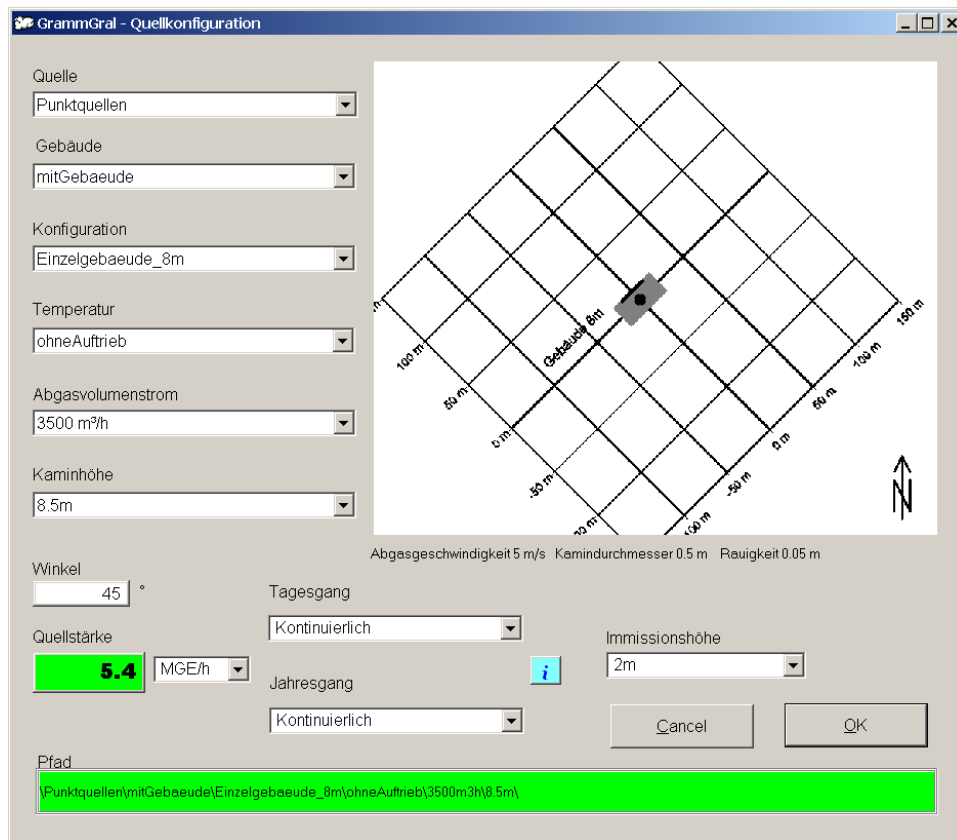 GrammGral - Quellkonfiguration
Quelle
Punktquellen
Gebäude
mitGebaeude
Konfiguration
Einzelgebaeude_8m
Temperatur
ohneAuftrieb
Abgasvolumenstrom
3500 m³/h
Kaminhöhe
8.5m
Gebäude 8m
100 m
50 m
0 m
-50 m
150 m
100 m
50 m
0 m
-50 m
100 m
N
Abgasgeschwindigkeit 5 m/s Kamindurchmesser 0.5 m Rauigkeit 0.05 m
Winkel
45 °
Tagesgang
Kontinuierlich
Quellstärke
5.4 MGE/h
i
Immissionshöhe
2m
Jahresgang
Kontinuierlich
Cancel
OK
Pfad
\Punktquellen\mitGebaeude\Einzelgebaeude_8m\ohneAuftrieb\3500m3h\8.5m\